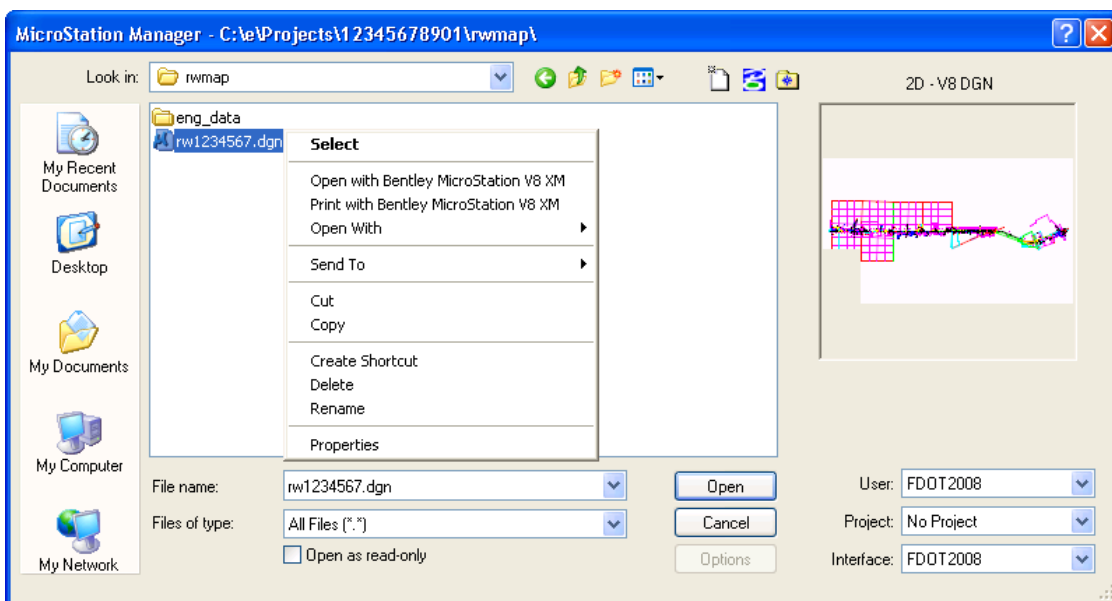 MicroStation Manager - C:\e\Projects\12345678901\rwmap\
Look in: rwmap
2D - V8 DGN
My Recent
Documents
Desktop
My Documents
My Computer
My Network
eng_data
rw1234567.dgn
Select
Open with Bentley MicroStation V8 XM
Print with Bentley MicroStation V8 XM
Open With
Send To
Cut
Copy
Create Shortcut
Delete
Rename
Properties
File name: rw1234567.dgn Open
Files of type: All Files (*.*) Cancel
Open as read-only Options
User: FDOT2008
Project: No Project
Interface: FDOT2008